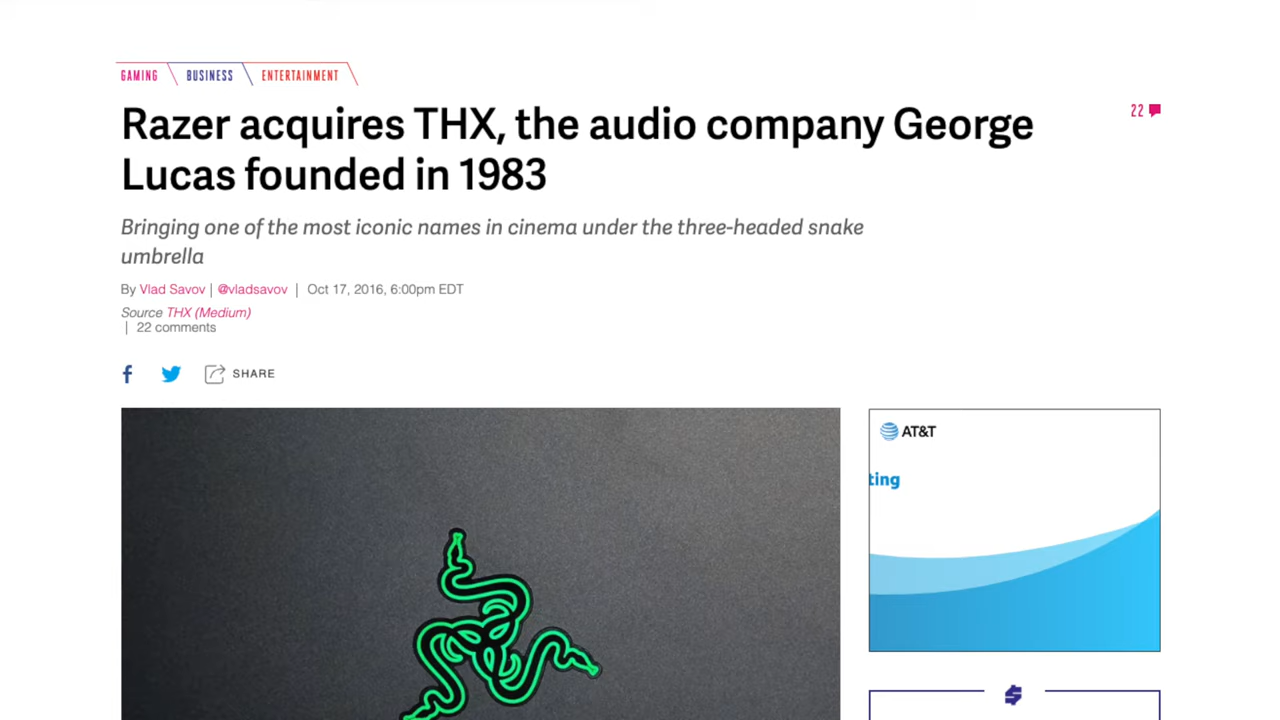 GAMING BUSINESS ENTERTAINMENT
Razer acquires THX, the audio company George
Lucas founded in 1983
22
Bringing one of the most iconic names in cinema under the three-headed snake
umbrella
By Vlad Savov | @vladsavov | Oct 17, 2016, 6:00pm EDT
Source THX (Medium)
| 22 comments
SHARE
AT&T
ting